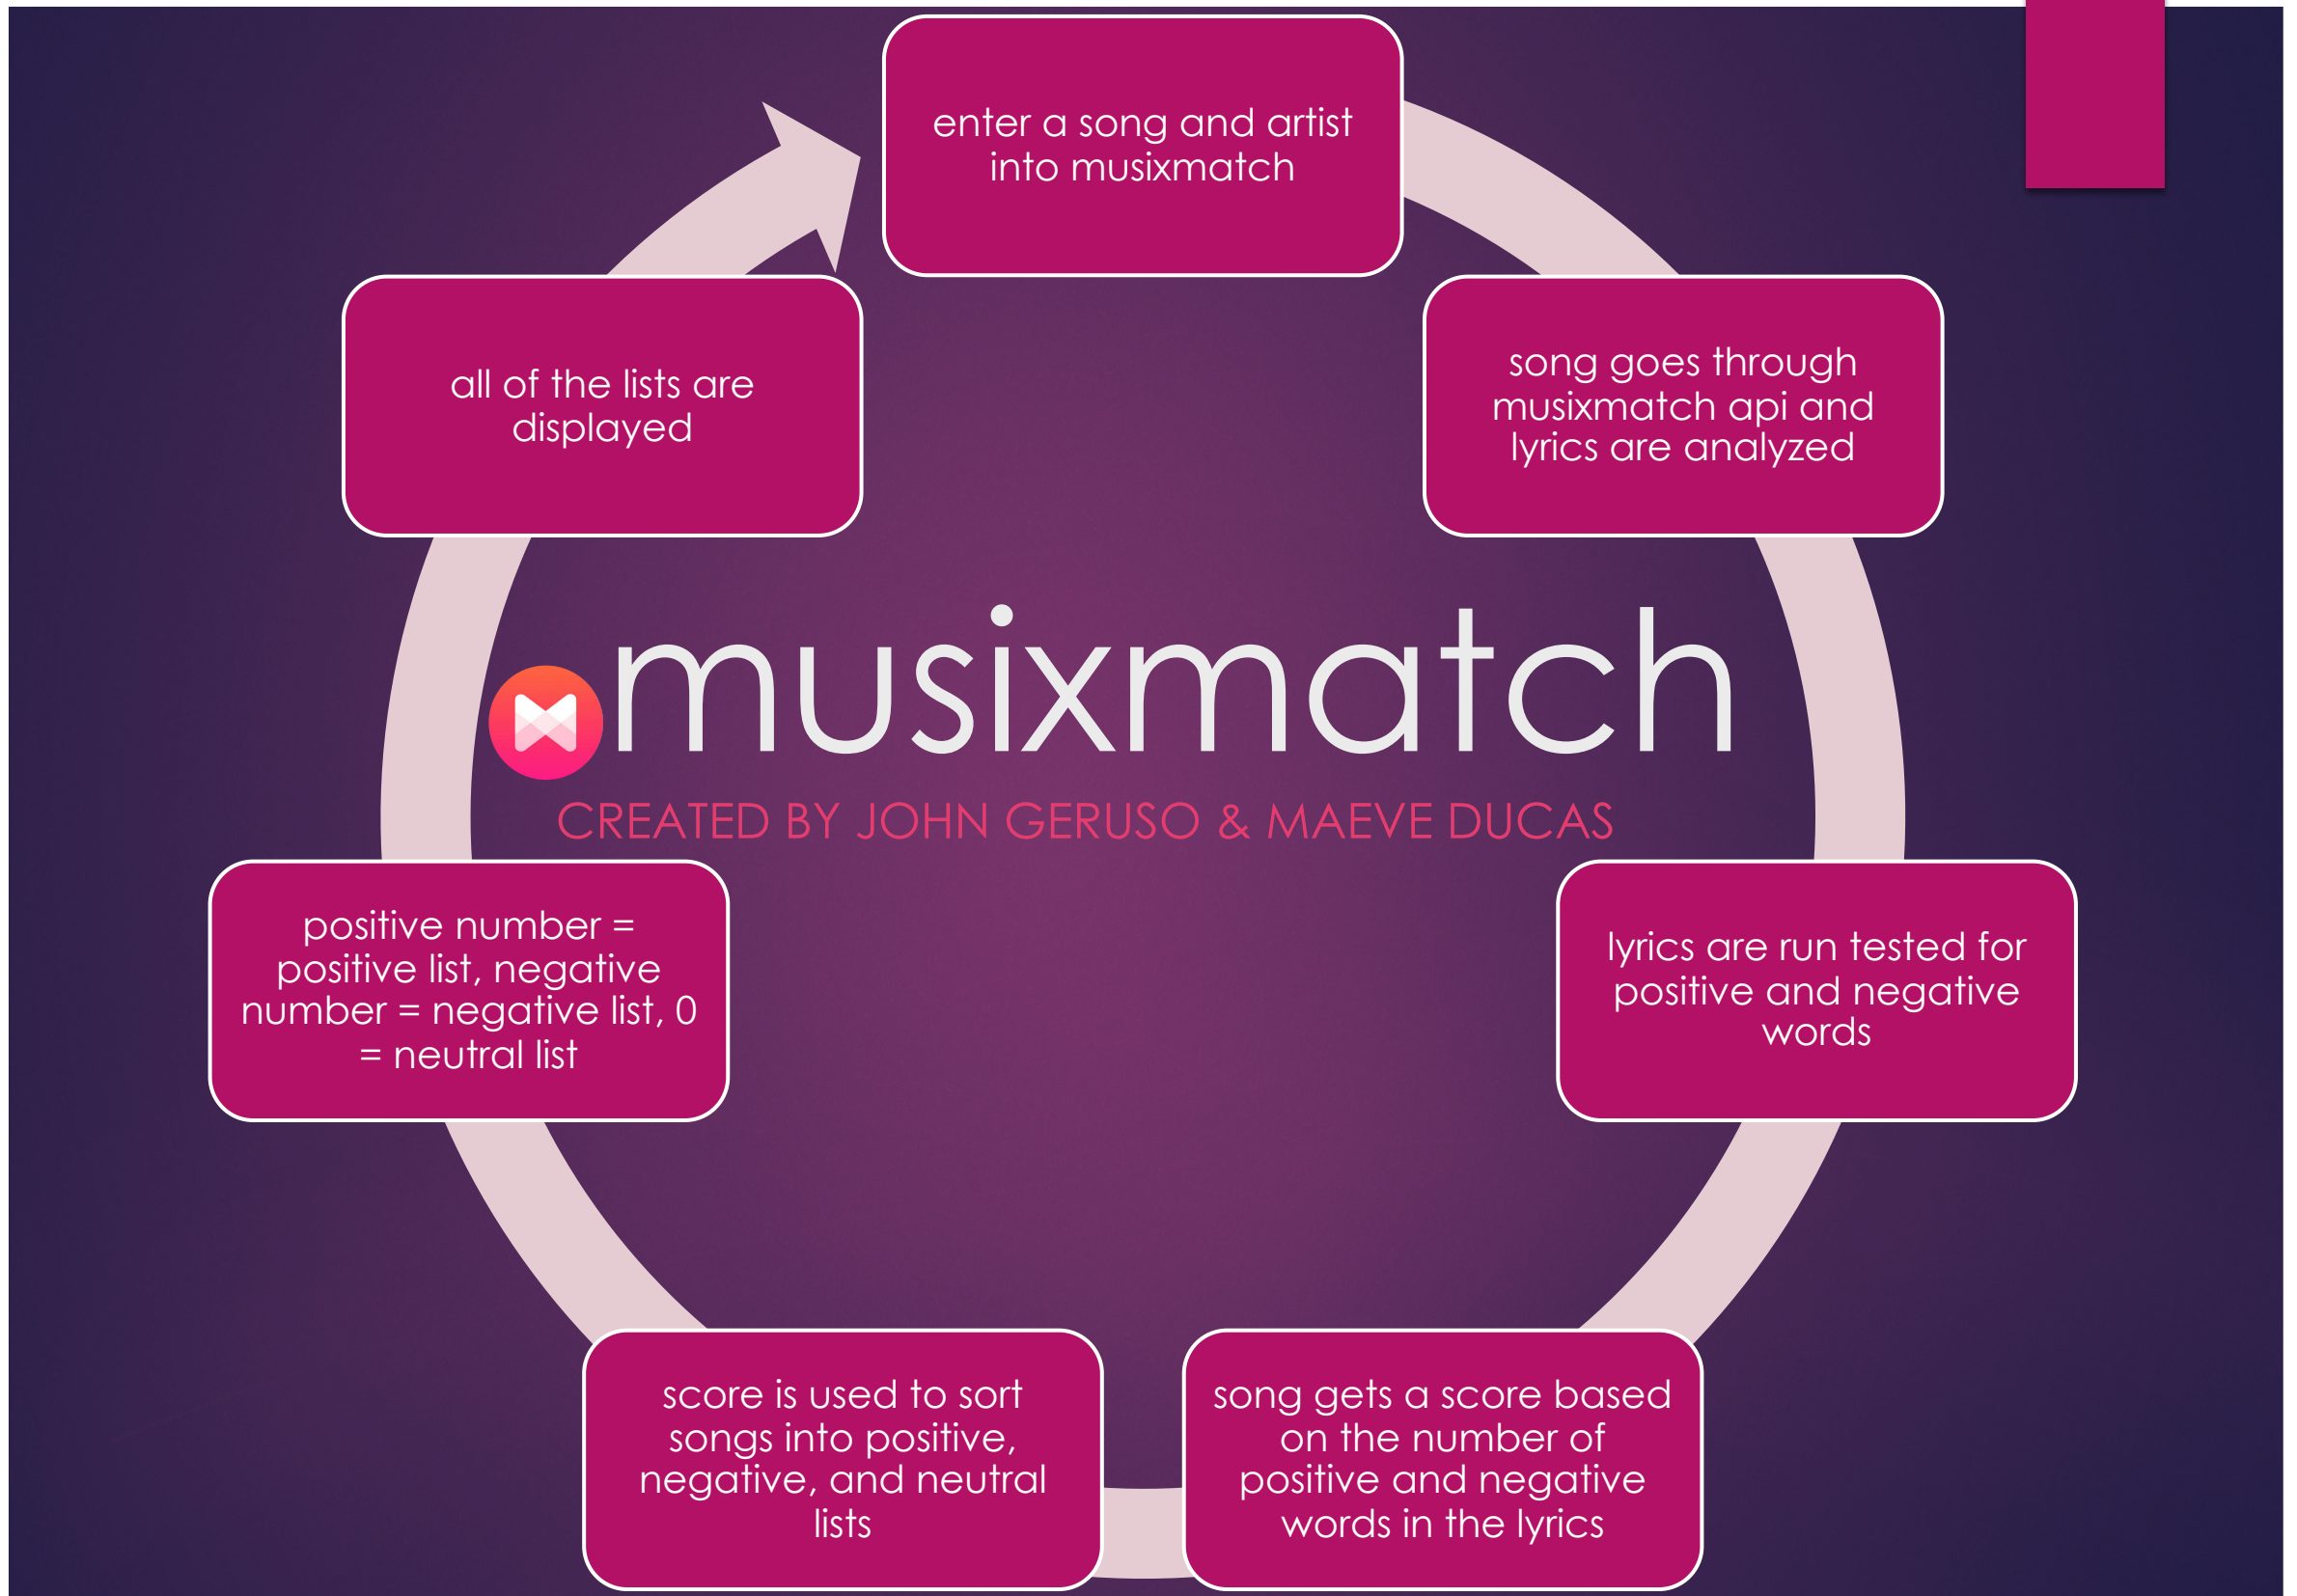 enter a song and artist
into musixmatch
song goes through
musixmatch api and
lyrics are analyzed
lyrics are run tested for
positive and negative
words
song gets a score based
on the number of
positive and negative
words in the lyrics
score is used to sort
songs into positive,
negative, and neutral
lists
positive number =
positive list, negative
number = negative list, 0
= neutral list
all of the lists are
displayed
musixmatch
CREATED BY JOHN GERUSO & MAEVE DUCAS